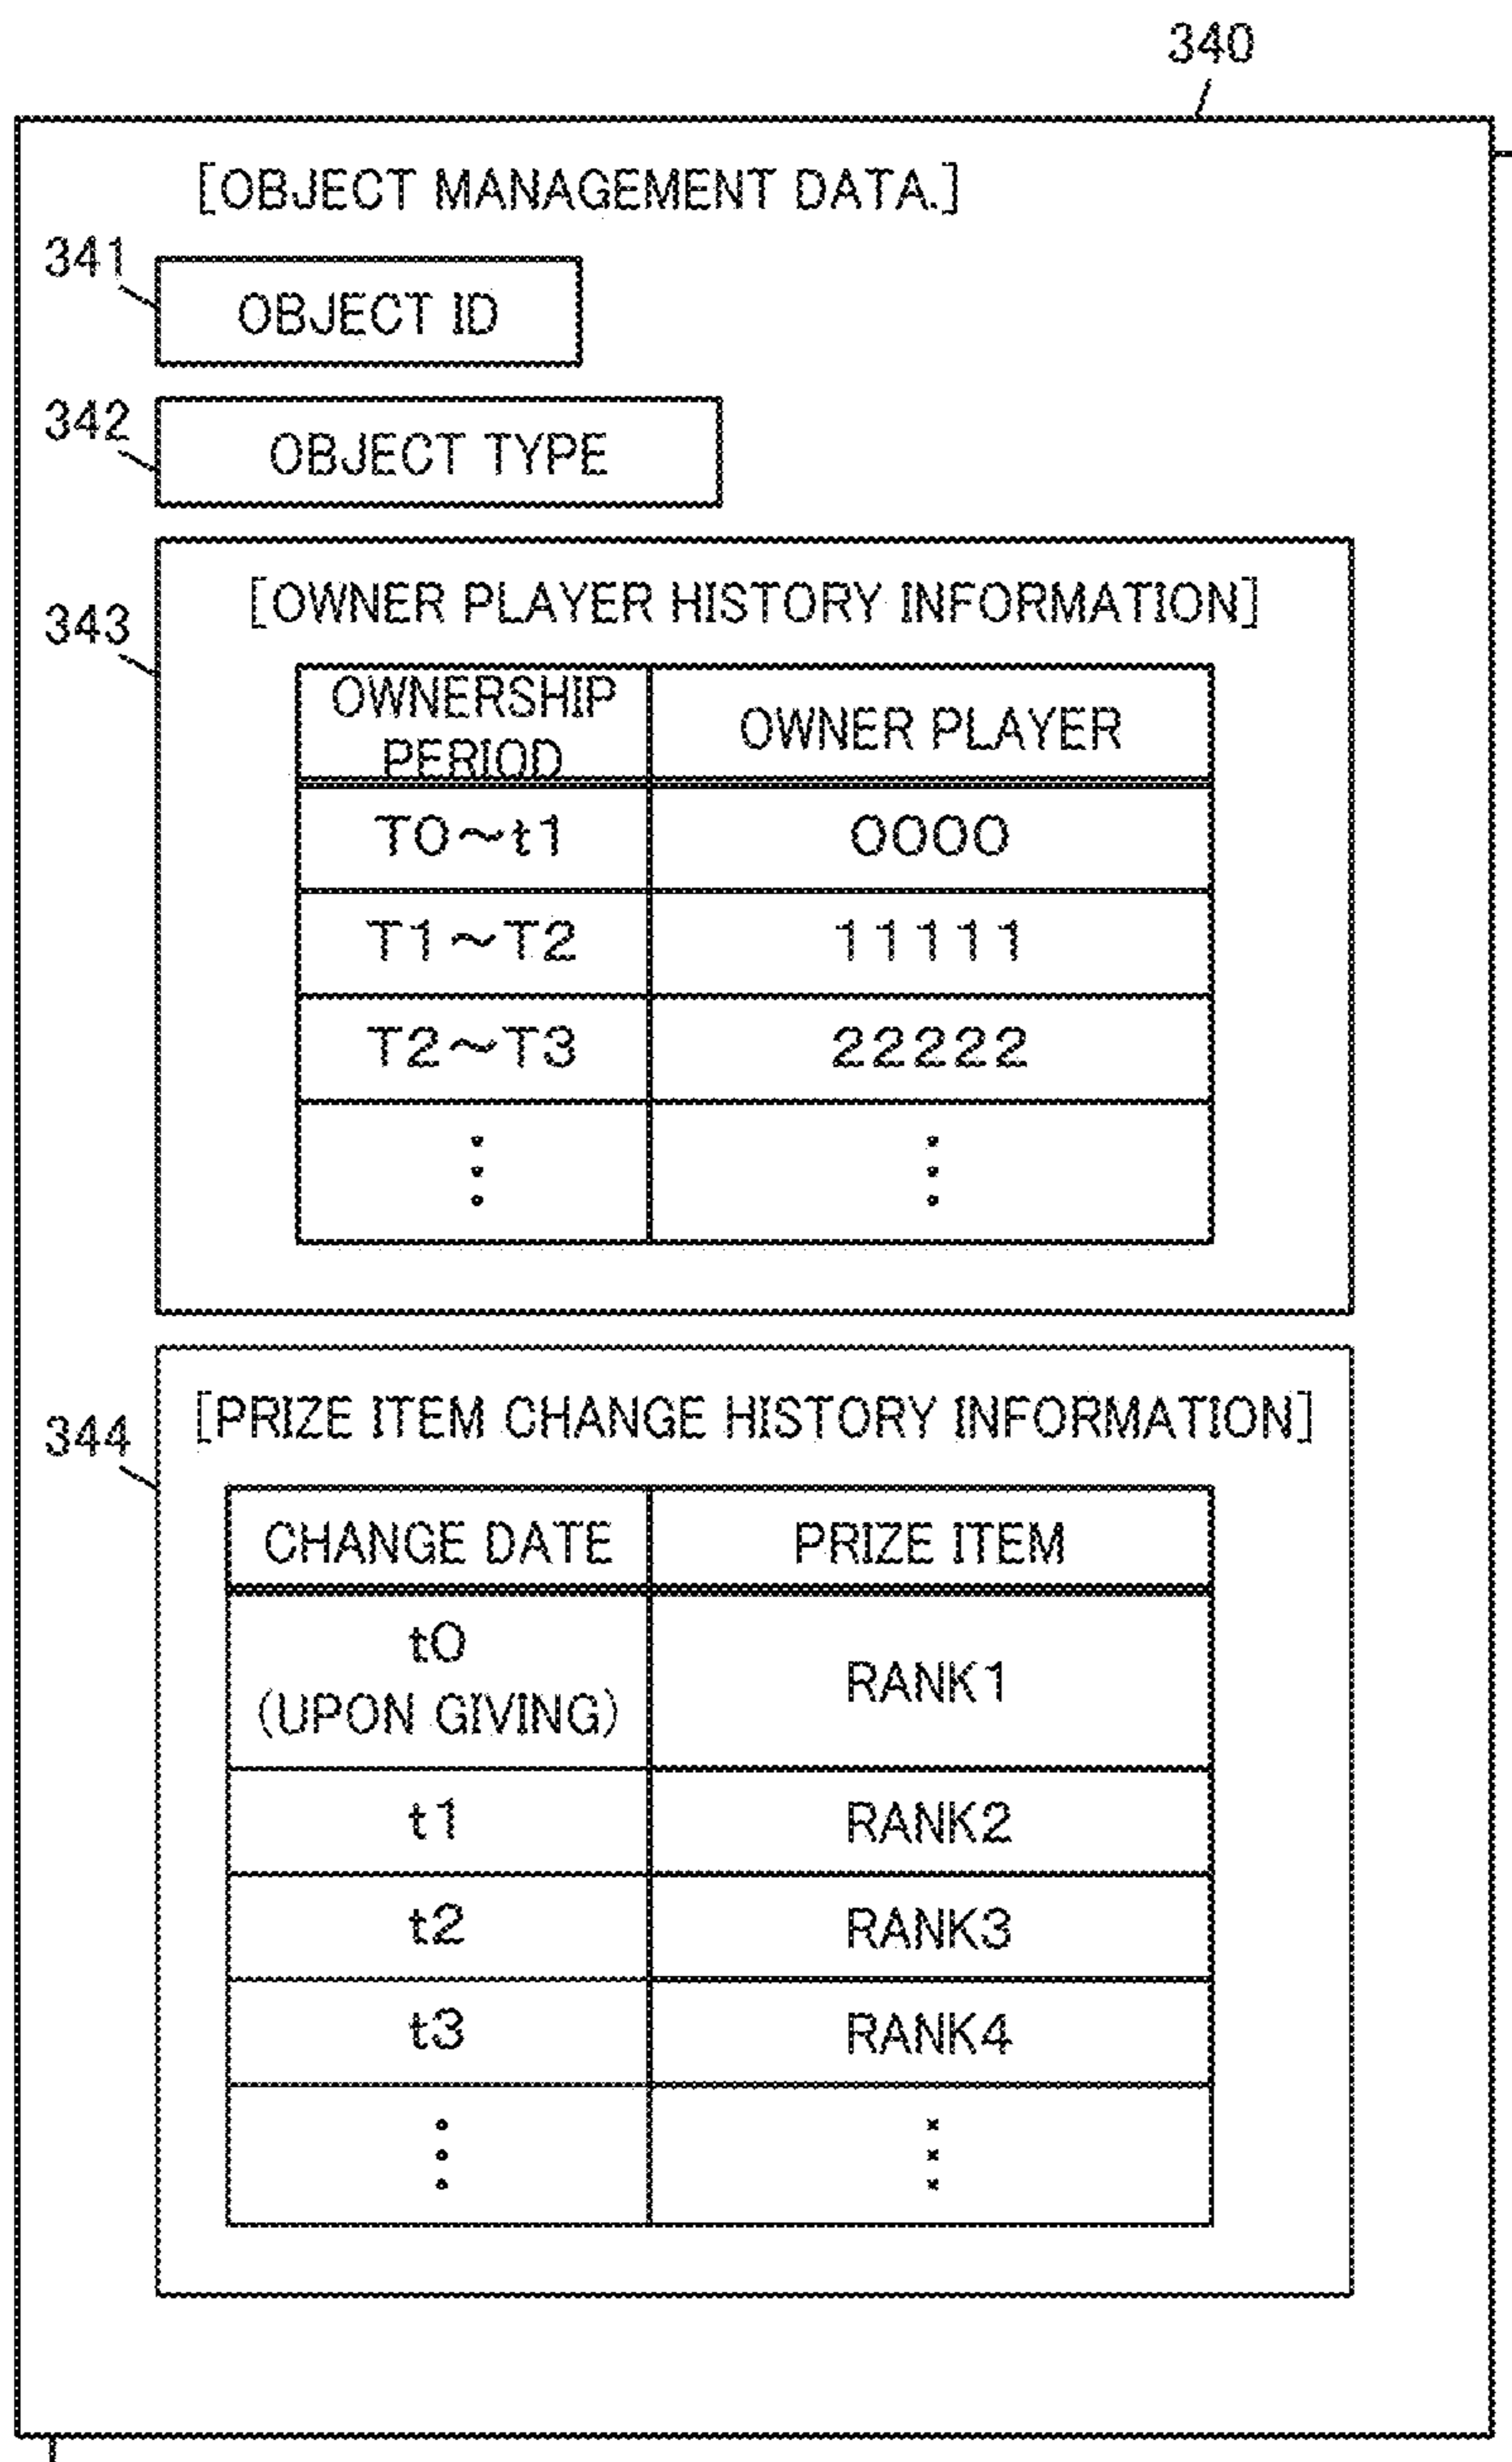 340
[OBJECT MANAGEMENT DATA.]
341
OBJECT ID
342
OBJECT TYPE
343
[OWNER PLAYER HISTORY INFORMATION]
OWNERSHIP PERIOD
OWNER PLAYER
T0~t1
0000
T1~T2
11111
T2~T3
22222
344
[PRIZE ITEM CHANGE HISTORY INFORMATION]
CHANGE DATE
PRIZE ITEM
t0
(UPON GIVING)
RANK1
t1
RANK2
t2
RANK3
t3
RANK4